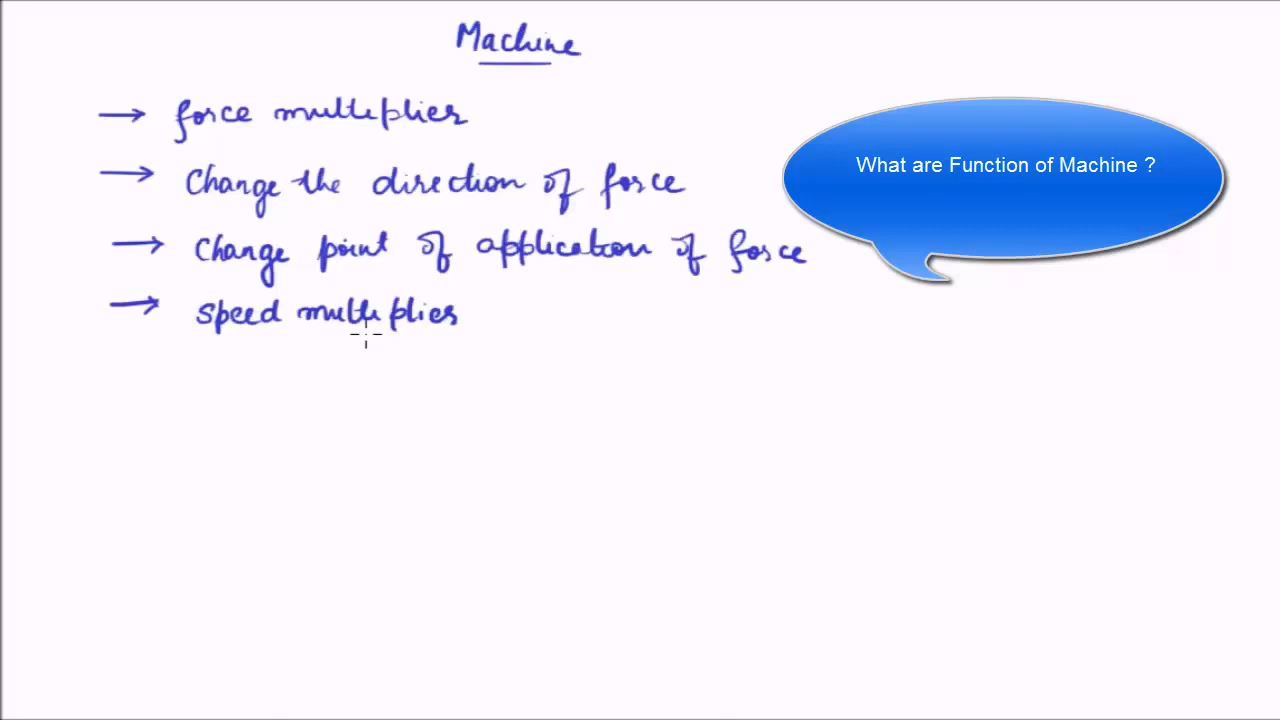 Machine
→ force multiplier
→ Change the direction of force
→ Change point of application of force
→ Speed multiplier
What are Function of Machine ?